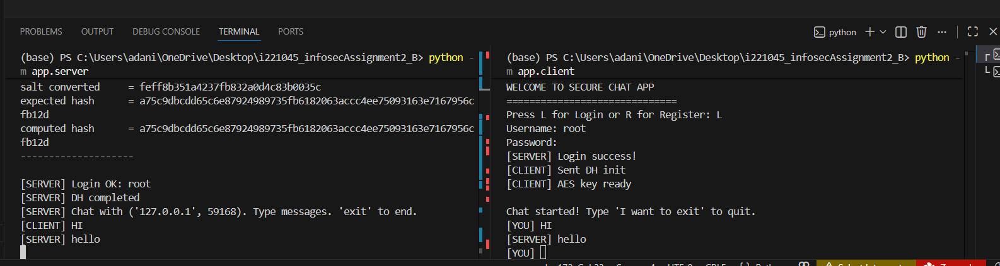 PROBLEMS OUTPUT DEBUG CONSOLE TERMINAL PORTS
python
(base) PS C:\Users\adani\OneDrive\Desktop\i221045_infosecAssignment2_B> python -
m app.server
salt converted = feff8b351a4237fb832a0d4c83b0035c
expected hash = a75c9dbcdd65c6e87924989735fb6182063accc4ee75093163e7167956c
fb12d
computed hash = a75c9dbcdd65c6e87924989735fb6182063accc4ee75093163e7167956c
fb12d
--------------------
[SERVER] Login OK: root
[SERVER] DH completed
[SERVER] Chat with ('127.0.0.1', 59168). Type messages. 'exit' to end.
[CLIENT] HI
[SERVER] hello
(base) PS C:\Users\adani\OneDrive\Desktop\i221045_infosecAssignment2_B> python -
m app.client
WELCOME TO SECURE CHAT APP
==============================
Press L for Login or R for Register: L
Username: root
Password:
[SERVER] Login success!
[CLIENT] Sent DH init
[CLIENT] AES key ready
Chat started! Type 'I want to exit' to quit.
[YOU] HI
[SERVER] hello
[YOU]